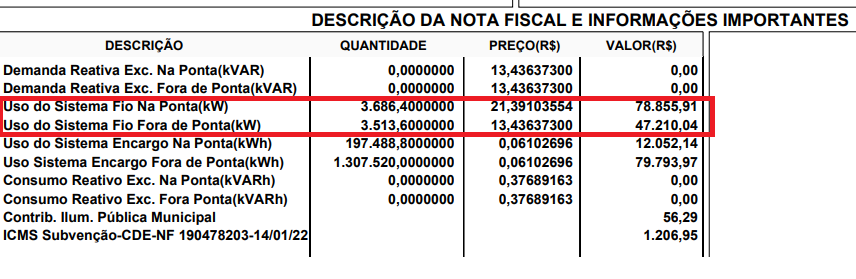 DESCRIÇÃO DA NOTA FISCAL E INFORMAÇÕES IMPORTANTES
DESCRIÇÃO QUANTIDADE PREÇO(R$) VALOR(R$)
Demanda Reativa Exc. Na Ponta(kVAR) 0,0000000 13,43637300 0,00
Demanda Reativa Exc. Fora de Ponta(kVAR) 0,0000000 13,43637300 0,00
Uso do Sistema Fio Na Ponta(kW) 3.686,4000000 21,39103554 78.855,91
Uso do Sistema Fio Fora de Ponta(kW) 3.513,6000000 13,43637300 47.210,04
Uso do Sistema Encargo Na Ponta(kWh) 197.488,8000000 0,06102696 12.052,14
Uso Sistema Encargo Fora de Ponta(kWh) 1.307.520,0000000 0,06102696 79.793,97
Consumo Reativo Exc. Na Ponta(kVARh) 0,0000000 0,37689163 0,00
Consumo Reativo Exc. Fora Ponta(kVARh) 0,0000000 0,37689163 0,00
Contrib. Ilum. Pública Municipal 56,29
ICMS Subvenção-CDE-NF 190478203-14/01/22 1.206,95